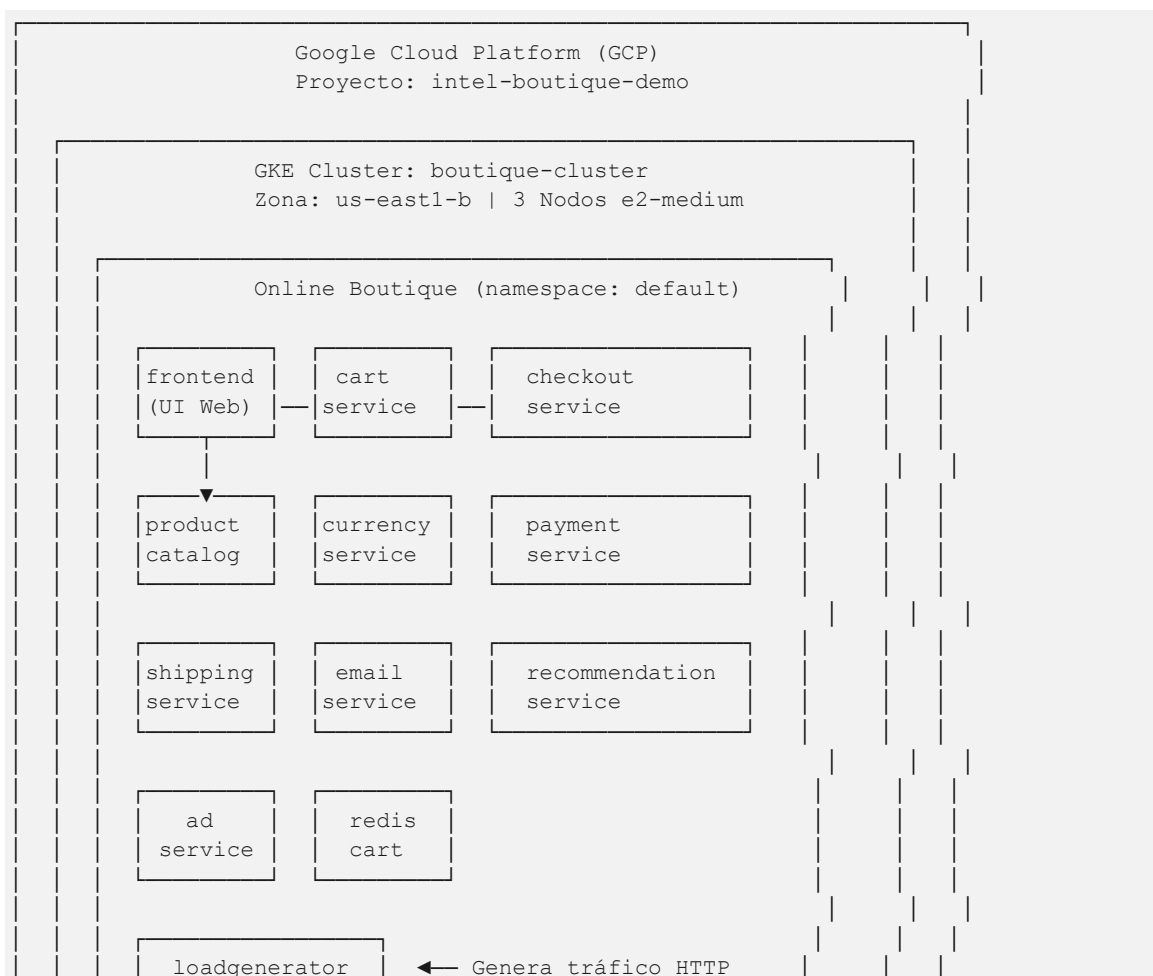 Google Cloud Platform (GCP)
Proyecto: intel-boutique-demo
GKE Cluster: boutique-cluster
Zona: us-east1-b | 3 Nodos e2-medium
Online Boutique (namespace: default)
frontend cart checkout
(UI Web) service service
product currency payment
catalog service service
shipping email recommendation
service service service
ad redis
service cart
loadgenerator ◄── Genera tráfico HTTP